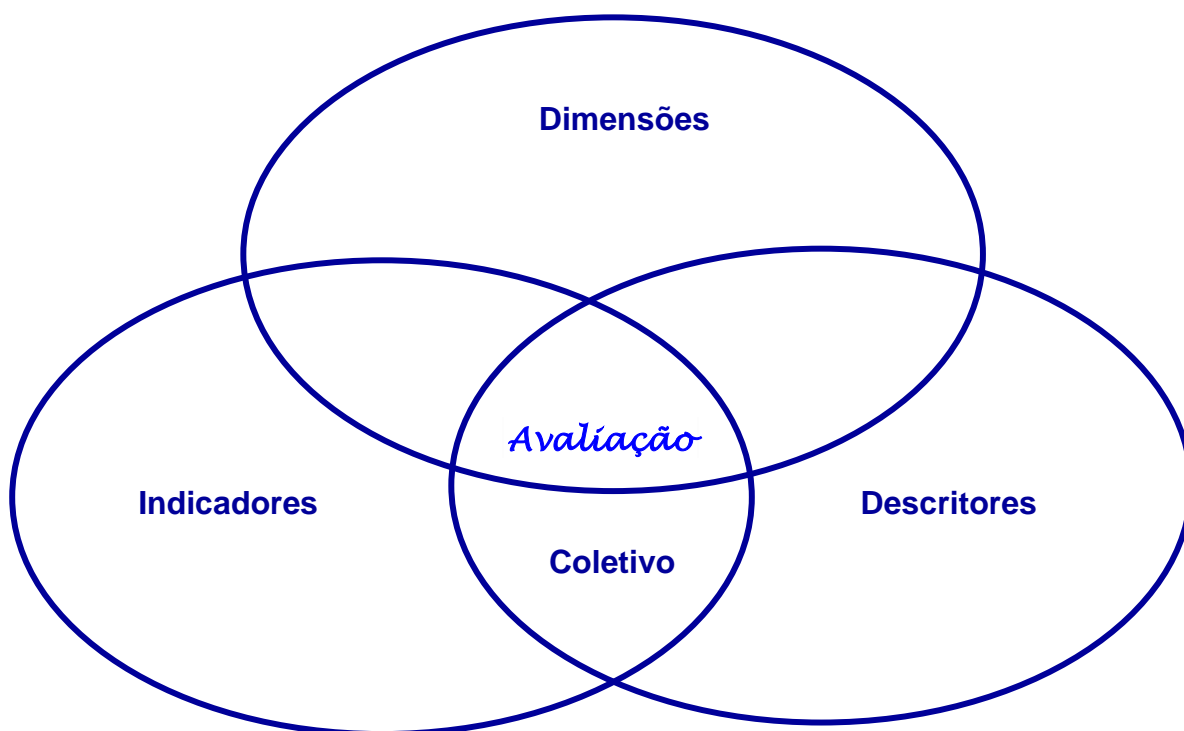 Dimensões
Avaliação
Indicadores
Descritores
Coletivo